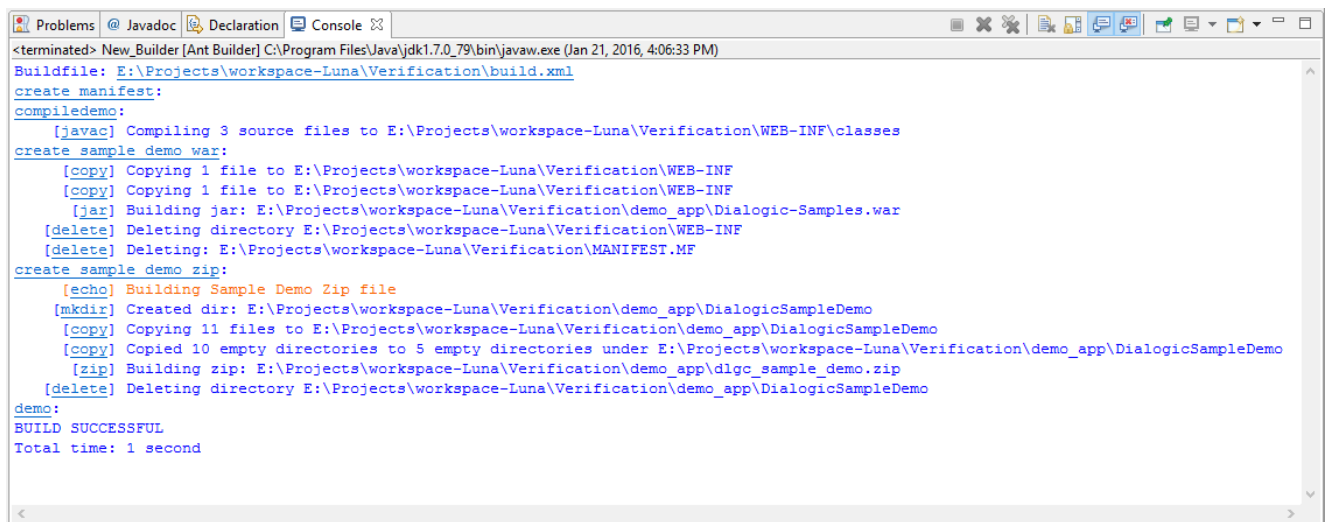 Problems @ Javadoc Declaration Console
<terminated> New_Builder [Ant Builder] C:\Program Files\Java\jdk1.7.0_79\bin\javaw.exe (Jan 21, 2016, 4:06:33 PM)
Buildfile: E:\Projects\workspace-Luna\Verification\build.xml
create manifest:
compiledemo:
[javac] Compiling 3 source files to E:\Projects\workspace-Luna\Verification\WEB-INF\classes
create sample demo war:
[copy] Copying 1 file to E:\Projects\workspace-Luna\Verification\WEB-INF
[copy] Copying 1 file to E:\Projects\workspace-Luna\Verification\WEB-INF
[jar] Building jar: E:\Projects\workspace-Luna\Verification\demo_app\Dialogic-Samples.war
[delete] Deleting directory E:\Projects\workspace-Luna\Verification\WEB-INF
[delete] Deleting: E:\Projects\workspace-Luna\Verification\MANIFEST.MF
create sample demo zip:
[echo] Building Sample Demo Zip file
[mkdir] Created dir: E:\Projects\workspace-Luna\Verification\demo_app\DialogicSampleDemo
[copy] Copying 11 files to E:\Projects\workspace-Luna\Verification\demo_app\DialogicSampleDemo
[copy] Copied 10 empty directories to 5 empty directories under E:\Projects\workspace-Luna\Verification\demo_app\DialogicSampleDemo
[zip] Building zip: E:\Projects\workspace-Luna\Verification\demo_app\dlgc_sample_demo.zip
[delete] Deleting directory E:\Projects\workspace-Luna\Verification\demo_app\DialogicSampleDemo
demo:
BUILD SUCCESSFUL
Total time: 1 second